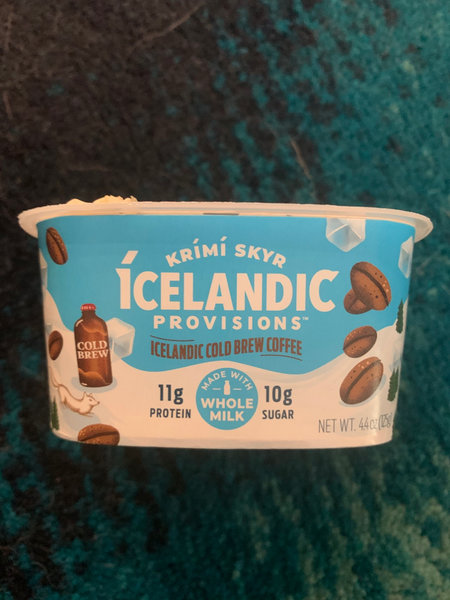 KRÍMÍ SKYR
ÍCELANDIC
PROVISIONS™
ICELANDIC COLD BREW COFFEE
COLD
BREW
11g
PROTEIN
MADE WITH
WHOLE
MILK
10g
SUGAR
NET WT. 4.4 oz (125g)